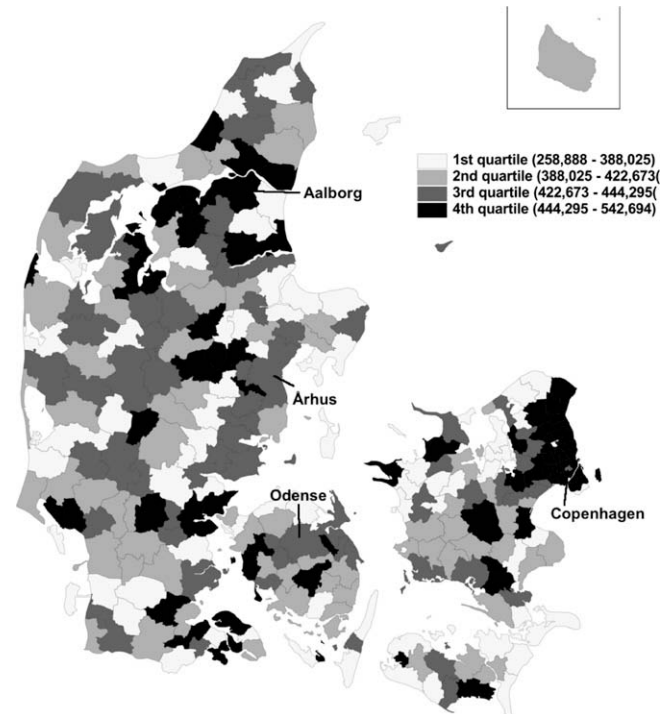 1st quartile (258,888 - 388,025)
2nd quartile (388,025 - 422,673(
3rd quartile (422,673 - 444,295(
4th quartile (444,295 - 542,694)
Aalborg
Århus
Odense
Copenhagen